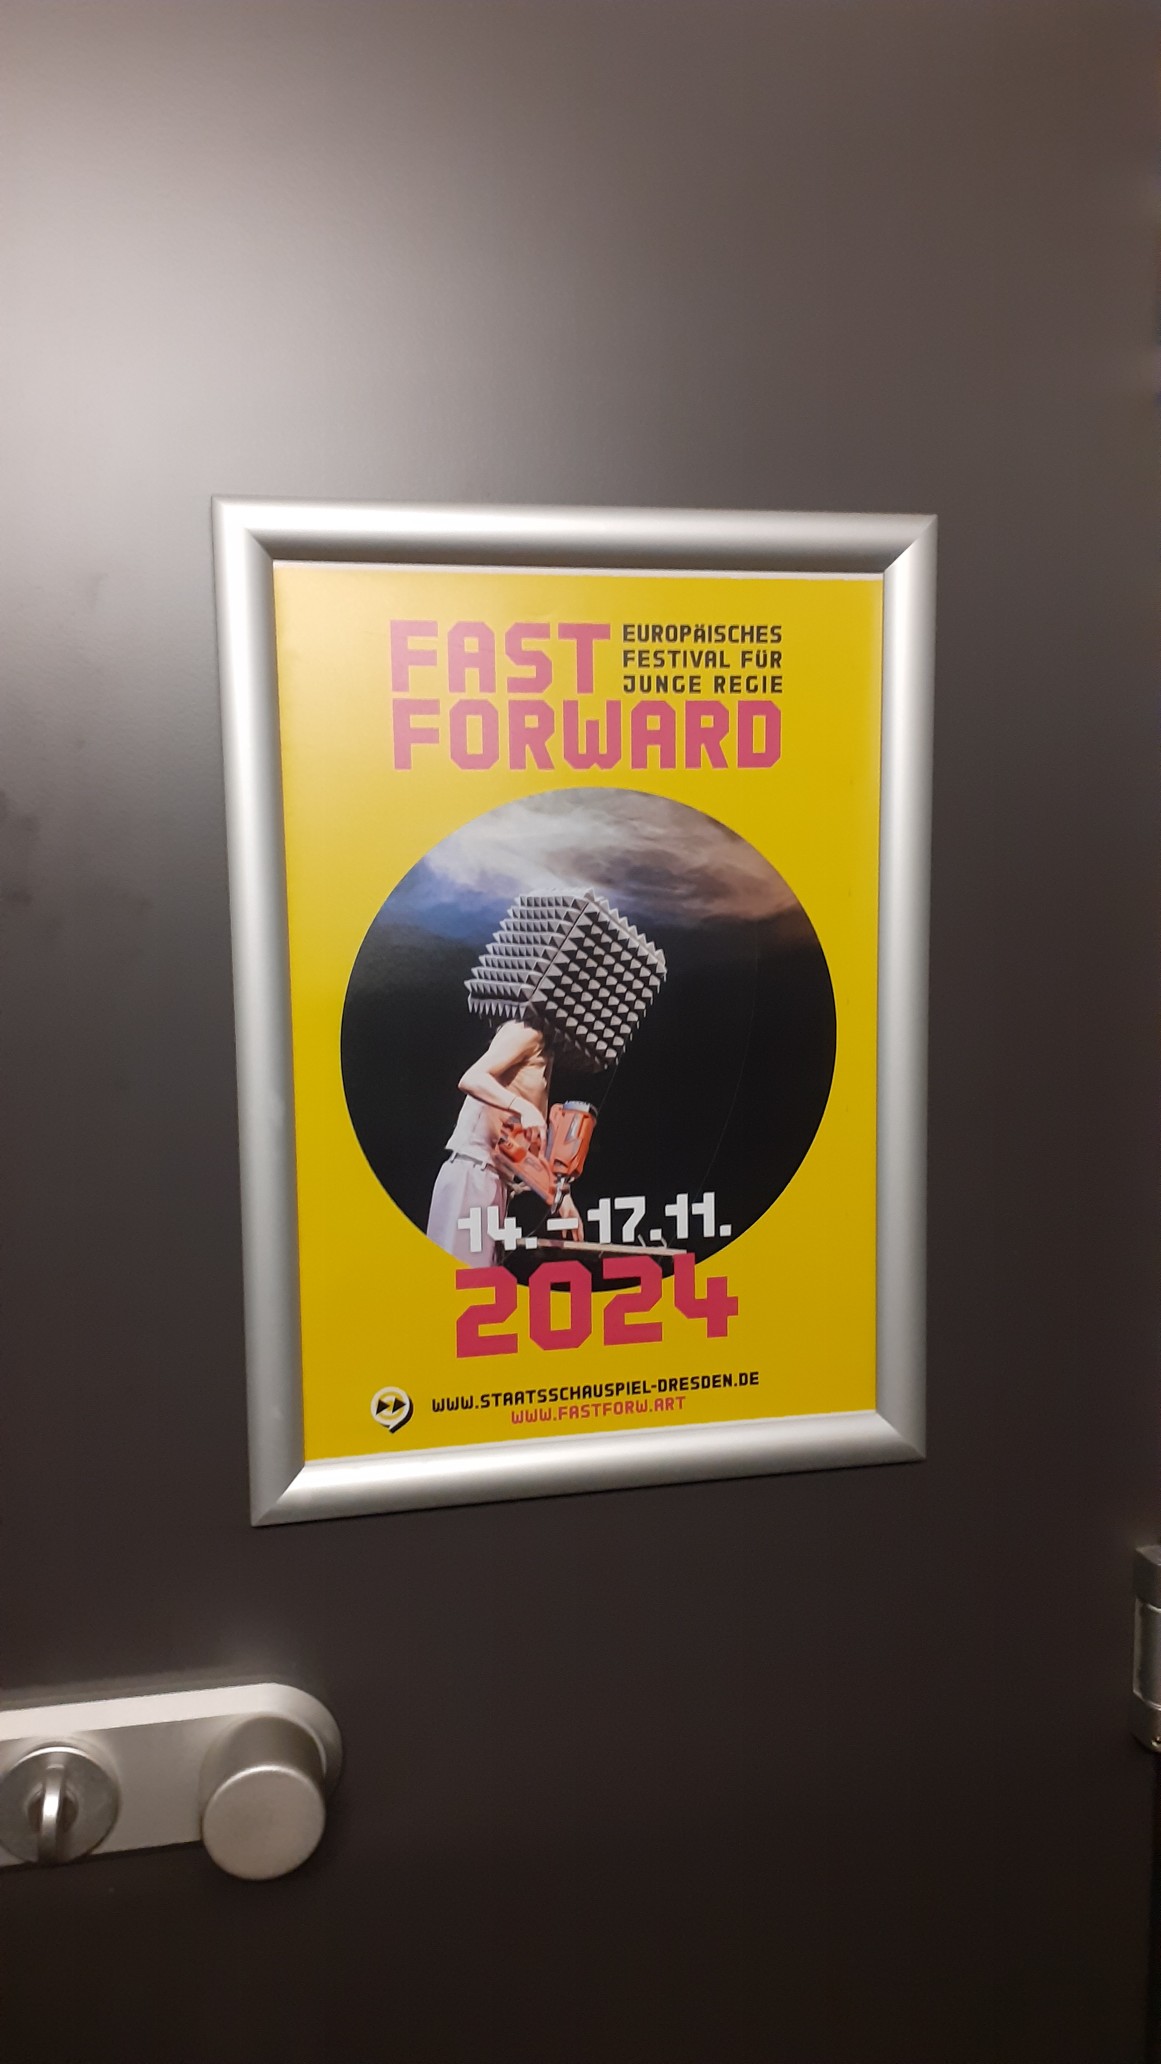 FAST
EUROPÄISCHES
FESTIVAL FÜR
JUNGE REGIE
FORWARD
14.-17.11.
2024
WWW.STAATSSCHAUSPIEL-DRESDEN.DE
WWW.FASTFORW.ART